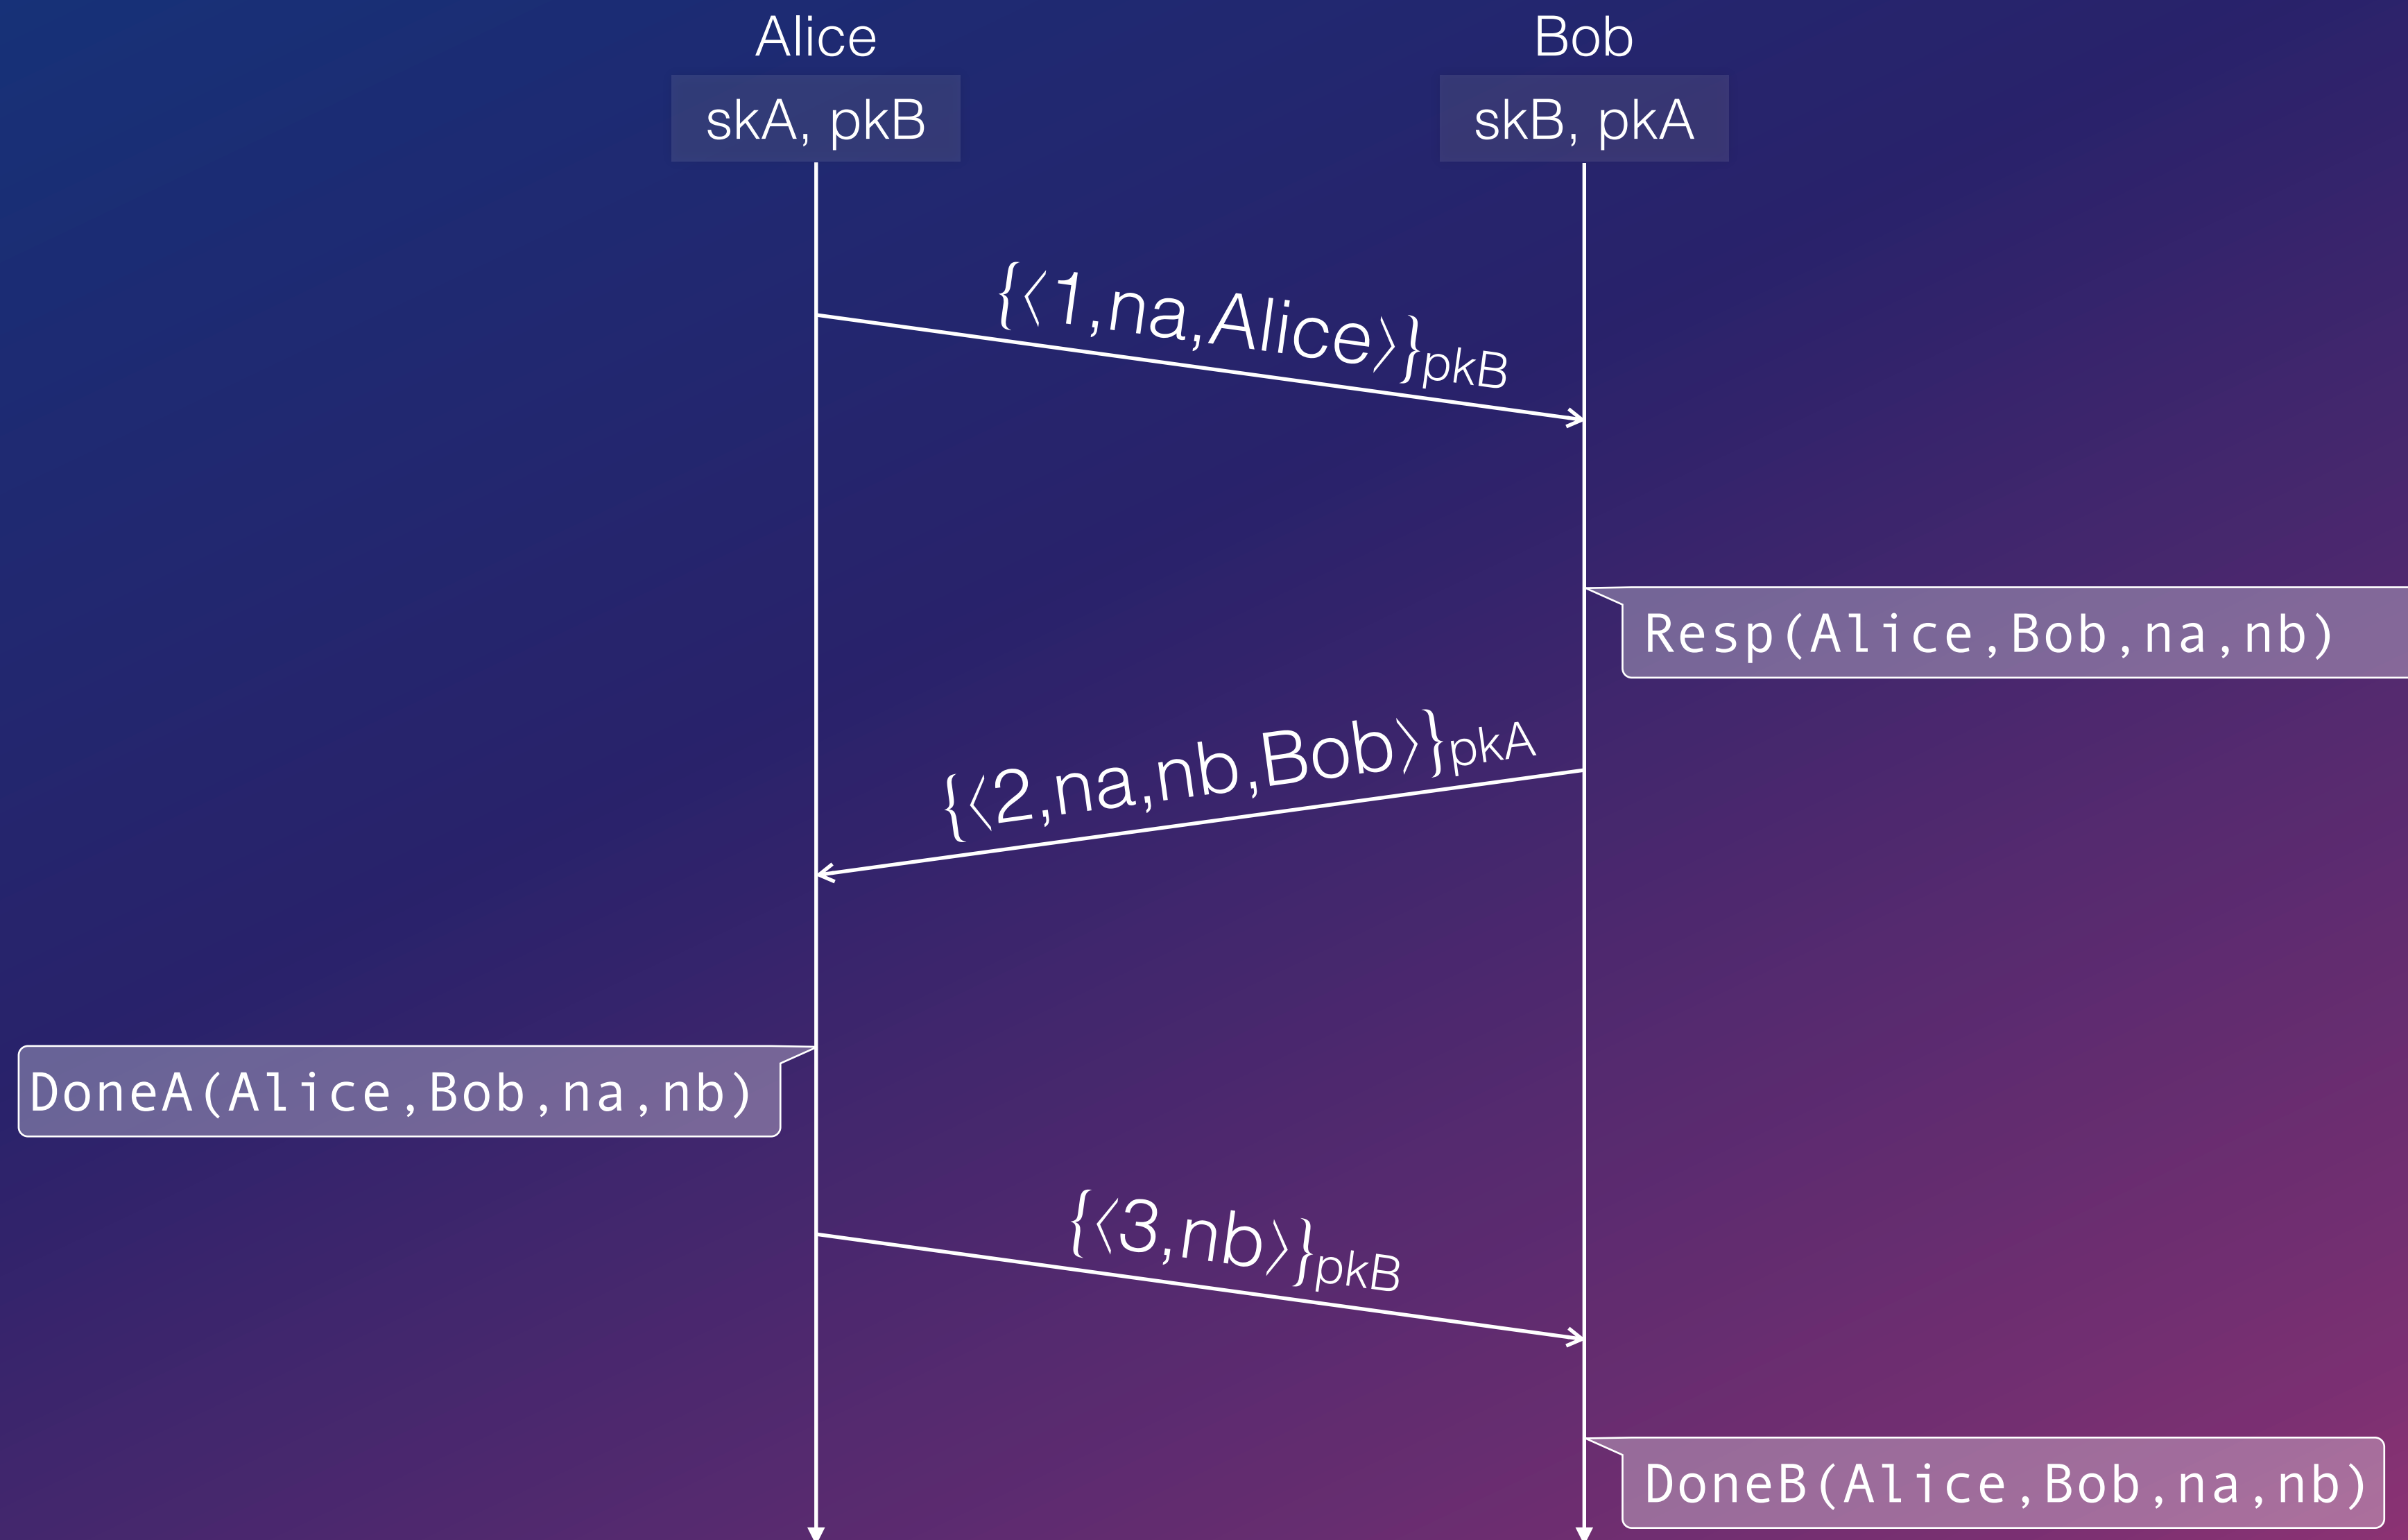 Alice
Bob
skA, pkB
skB, pkA
{⟨1,na,Alice⟩}pkB
Resp(Alice,Bob,na,nb)
{⟨2,na,nb,Bob⟩}pkA
DoneA(Alice,Bob,na,nb)
{⟨3,nb⟩}pkB
DoneB(Alice,Bob,na,nb)